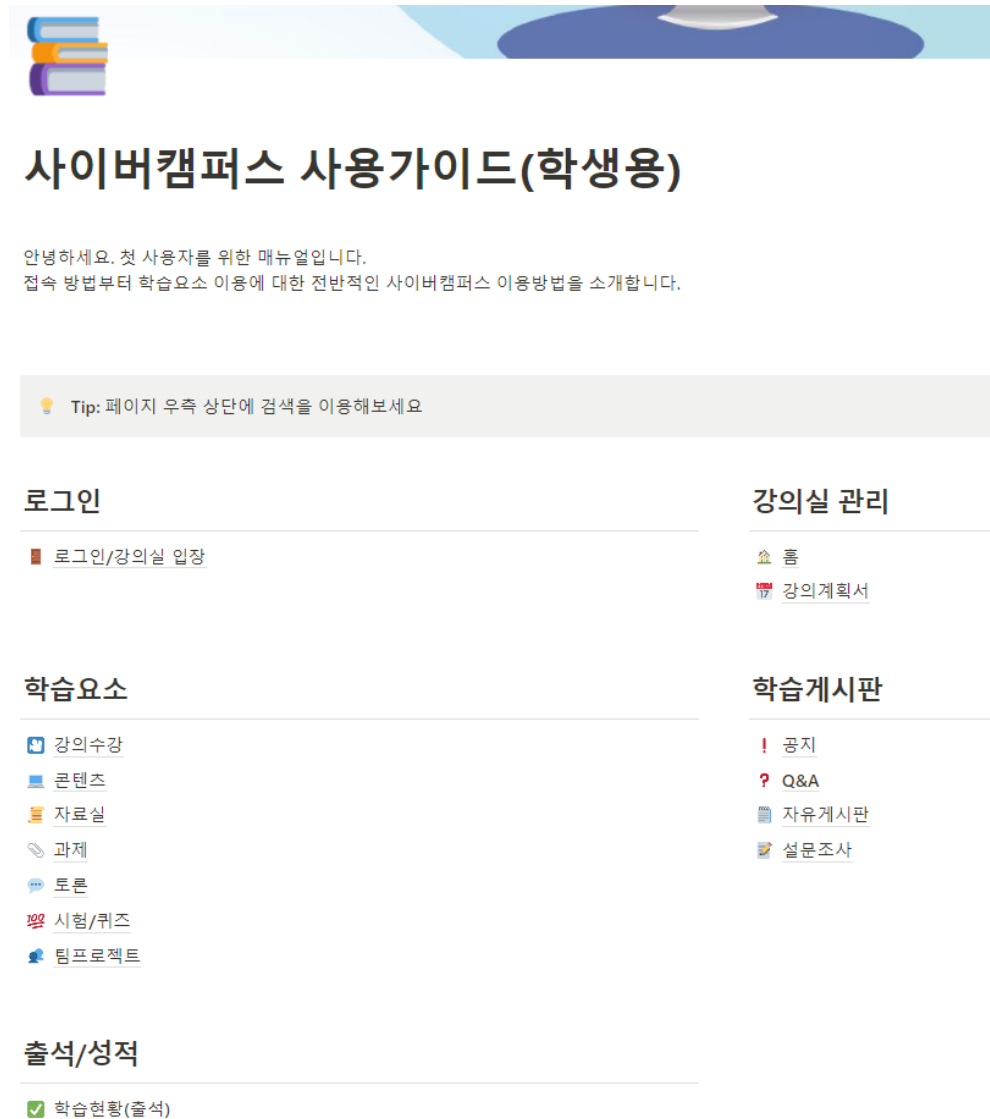 사이버캠퍼스 사용가이드(학생용)
안녕하세요. 첫 사용자를 위한 매뉴얼입니다.
접속 방법부터 학습요소 이용에 대한 전반적인 사이버캠퍼스 이용방법을 소개합니다.
Tip: 페이지 우측 상단에 검색을 이용해보세요
로그인
로그인/강의실 입장
강의실 관리
홈
17
강의계획서
학습요소
강의수강
콘텐츠
자료실
과제
토론
100
시험/퀴즈
팀프로젝트
학습게시판
공지
Q&A
자유게시판
설문조사
출석/성적
학습현황(출석)